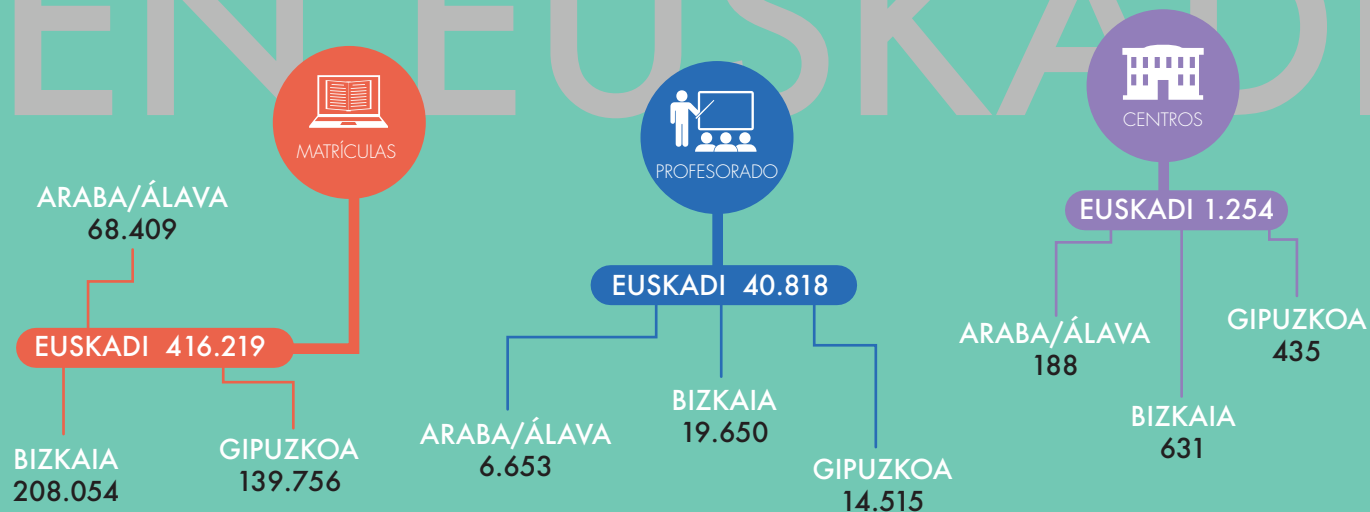 EN EUSKADI
MATRÍCULAS
ARABA/ÁLAVA
68.409
EUSKADI 416.219
BIZKAIA
208.054
GIPUZKOA
139.756
PROFESORADO
EUSKADI 40.818
ARABA/ÁLAVA
6.653
BIZKAIA
19.650
GIPUZKOA
14.515
CENTROS
EUSKADI 1.254
ARABA/ÁLAVA
188
BIZKAIA
631
GIPUZKOA
435